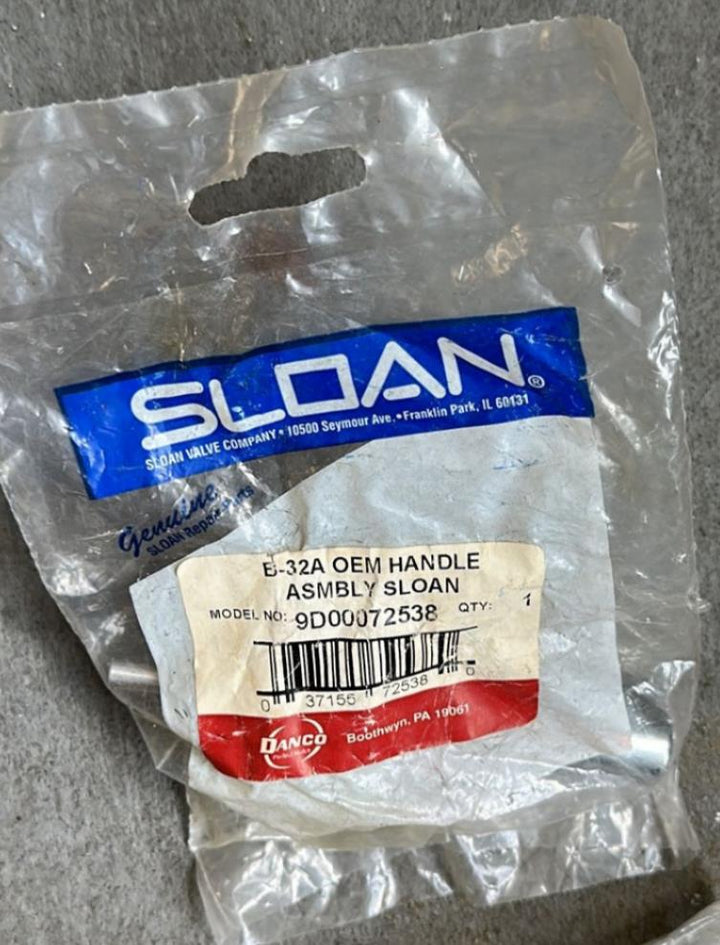 SLOAN®
SLOAN VALVE COMPANY • 10500 Seymour Ave. • Franklin Park, IL 60131
Genuine
SLOAN Repair Parts
B-32A OEM HANDLE
ASMBLY SLOAN
MODEL NO: 9D00072538 QTY: 1
0 37155 72538 0
DANCO
Boothwyn, PA 19061